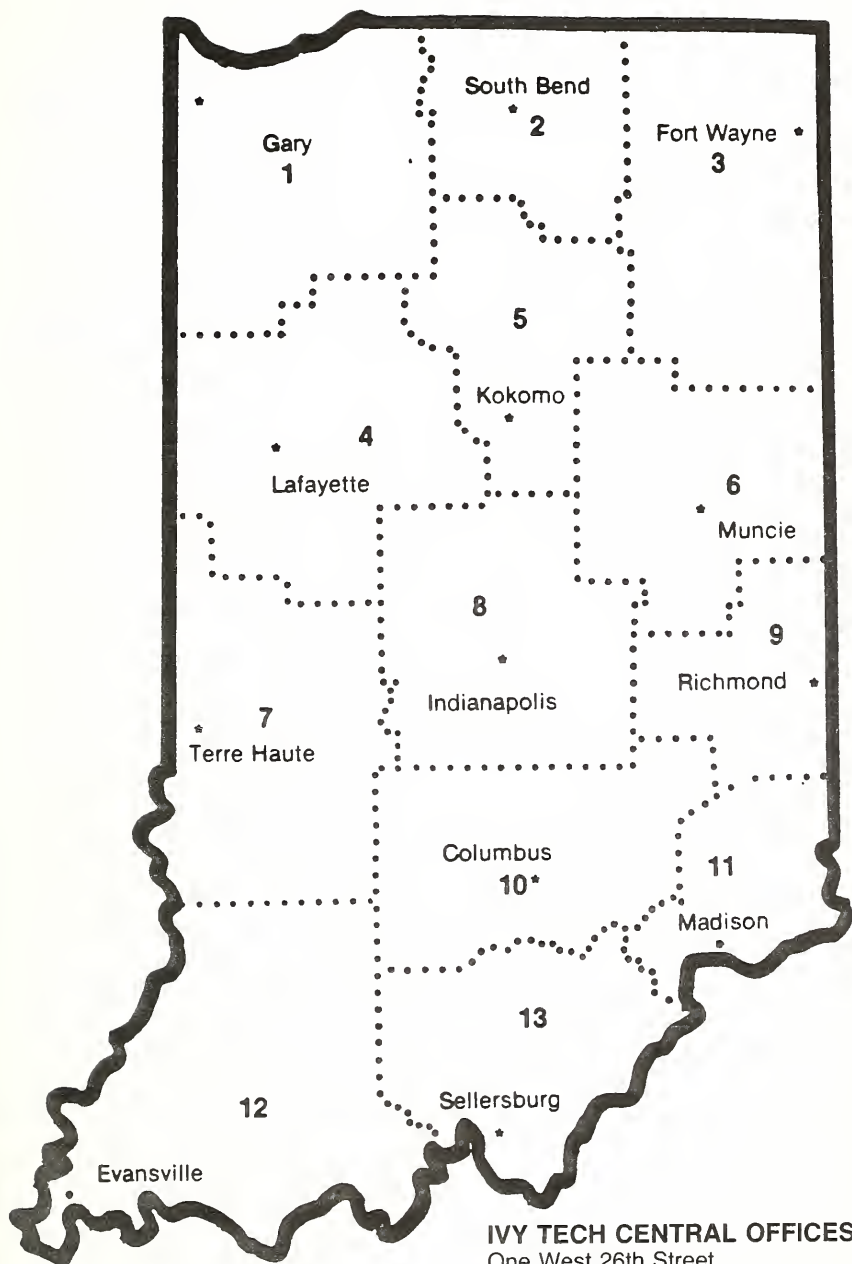 South Bend
2
Gary
1
Fort Wayne
3
5
Kokomo
4
Lafayette
6
Muncie
8
Indianapolis
9
Richmond
7
Terre Haute
Columbus
10
11
Madison
13
Sellersburg
12
Evansville
IVY TECH CENTRAL OFFICES
One West 26th Street